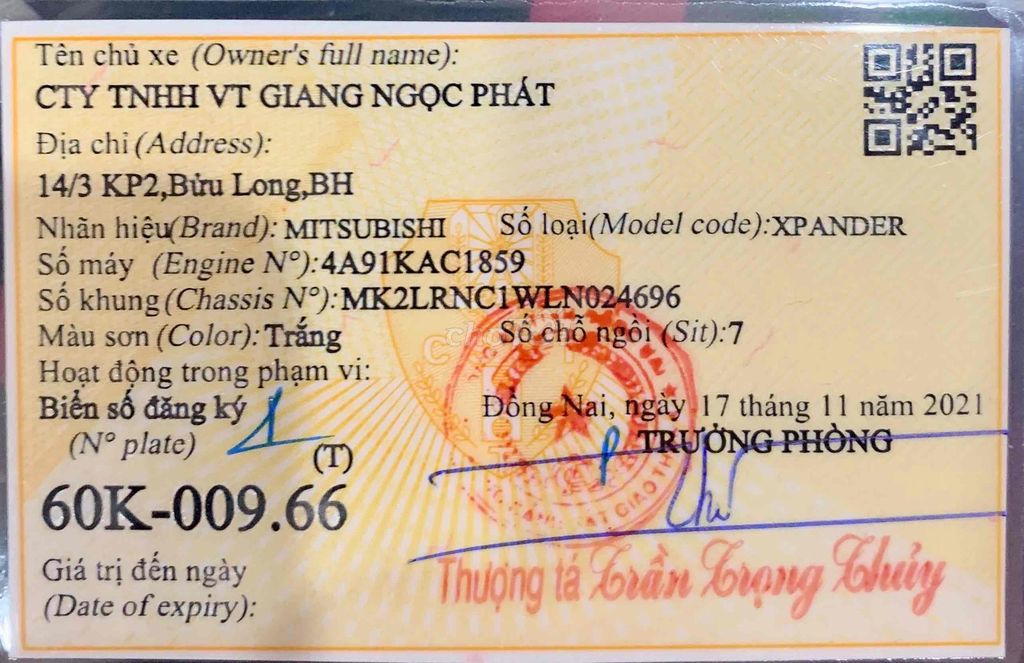 Tên chủ xe (Owner's full name):
CTY TNHH VT GIANG NGỌC PHÁT
Địa chỉ (Address):
14/3 KP2,Bửu Long,BH
Nhãn hiệu(Brand): MITSUBISHI Số loại(Model code):XPANDER
Số máy (Engine N°):4A91KAC1859
Số khung (Chassis N°):MK2LRNC1WLN024696
Màu sơn (Color): Trắng Số chỗ ngồi (Sit):7
Hoạt động trong phạm vi:
Biển số đăng ký Đồng Nai, ngày 17 tháng 11 năm 2021
(N° plate) TRƯỞNG PHÒNG
(T)
60K-009.66
Giá trị đến ngày
Thượng tá Trần Trọng Thủy
(Date of expiry):